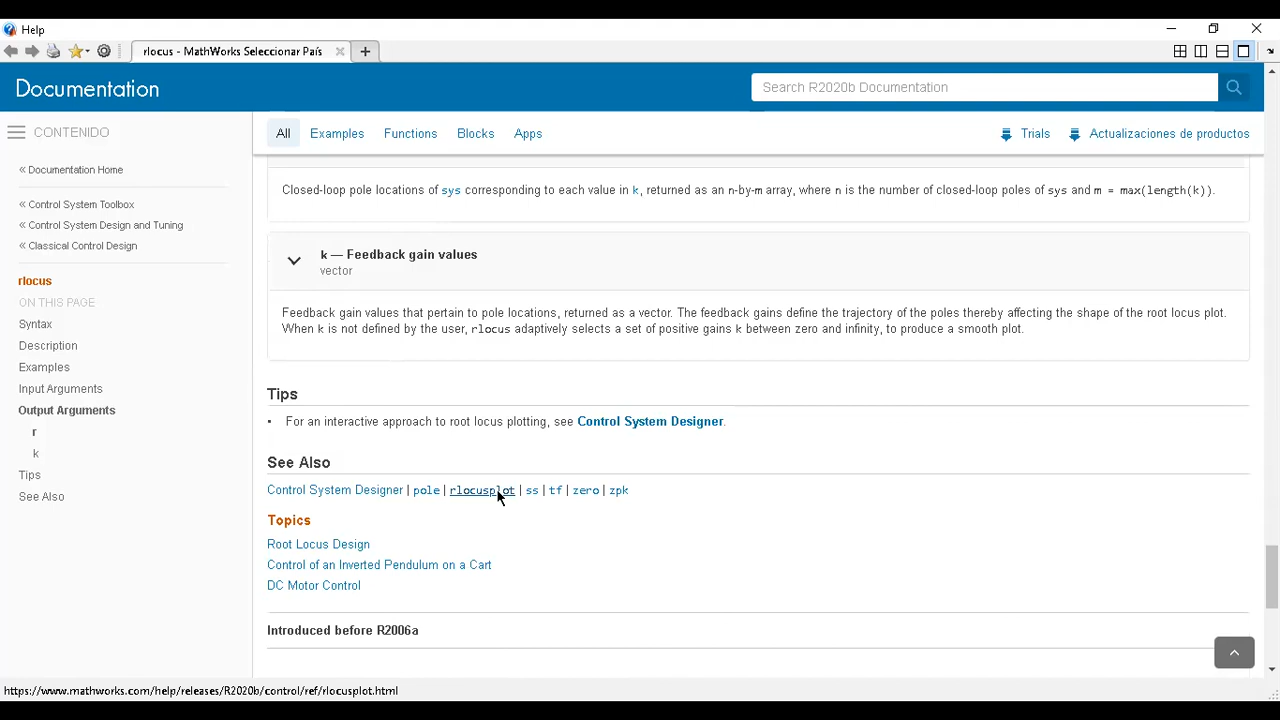 Help
rlocus - MathWorks Seleccionar País
Documentation
Search R2020b Documentation
CONTENIDO
All
Examples
Functions
Blocks
Apps
Trials
Actualizaciones de productos
« Documentation Home
« Control System Toolbox
« Control System Design and Tuning
« Classical Control Design
rlocus
ON THIS PAGE
Syntax
Description
Examples
Input Arguments
Output Arguments
r
k
Tips
See Also
Closed-loop pole locations of sys corresponding to each value in k, returned as an n-by-m array, where n is the number of closed-loop poles of sys and m = max(length(k)).
k — Feedback gain values
vector
Feedback gain values that pertain to pole locations, returned as a vector. The feedback gains define the trajectory of the poles thereby affecting the shape of the root locus plot.
When k is not defined by the user, rlocus adaptively selects a set of positive gains k between zero and infinity, to produce a smooth plot.
Tips
• For an interactive approach to root locus plotting, see Control System Designer.
See Also
Control System Designer | pole | rlocusplot | ss | tf | zero | zpk
Topics
Root Locus Design
Control of an Inverted Pendulum on a Cart
DC Motor Control
Introduced before R2006a
https://www.mathworks.com/help/releases/R2020b/control/ref/rlocusplot.html